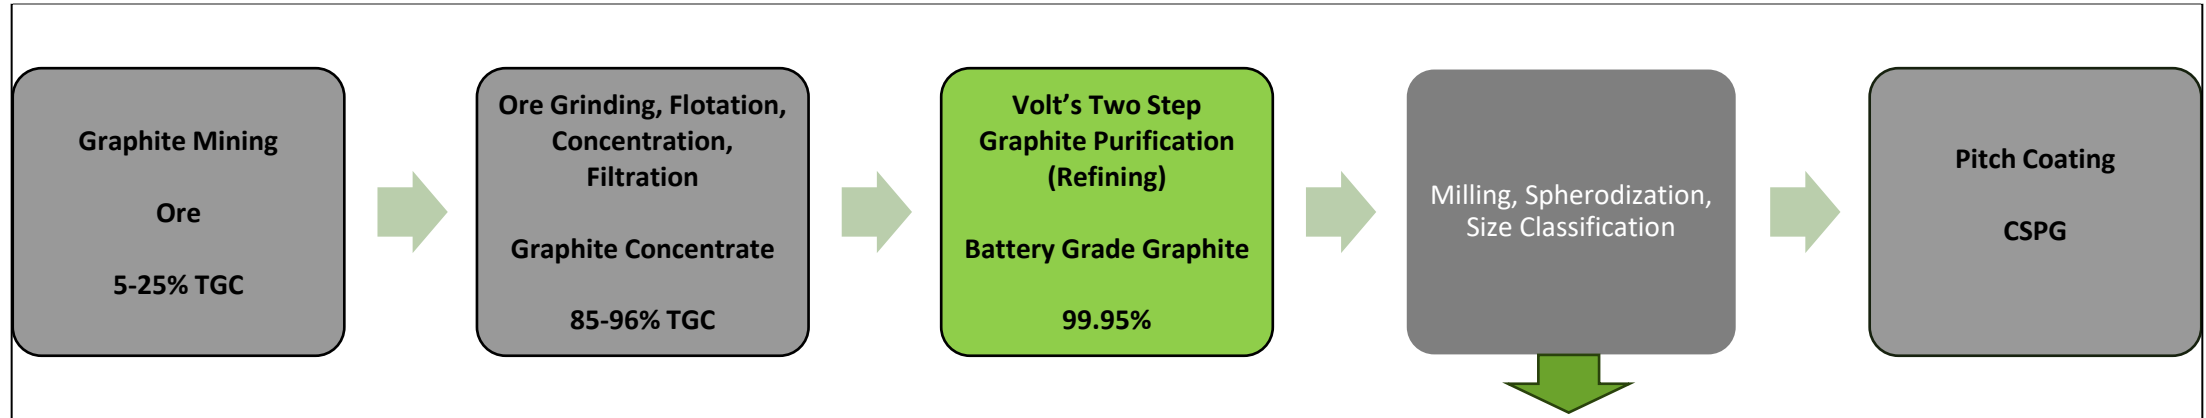 Graphite Mining
Ore
5-25% TGC
Ore Grinding, Flotation,
Concentration,
Filtration
Graphite Concentrate
85-96% TGC
Volt’s Two Step
Graphite Purification
(Refining)
Battery Grade Graphite
99.95%
Milling, Spherodization,
Size Classification
Pitch Coating
CSPG